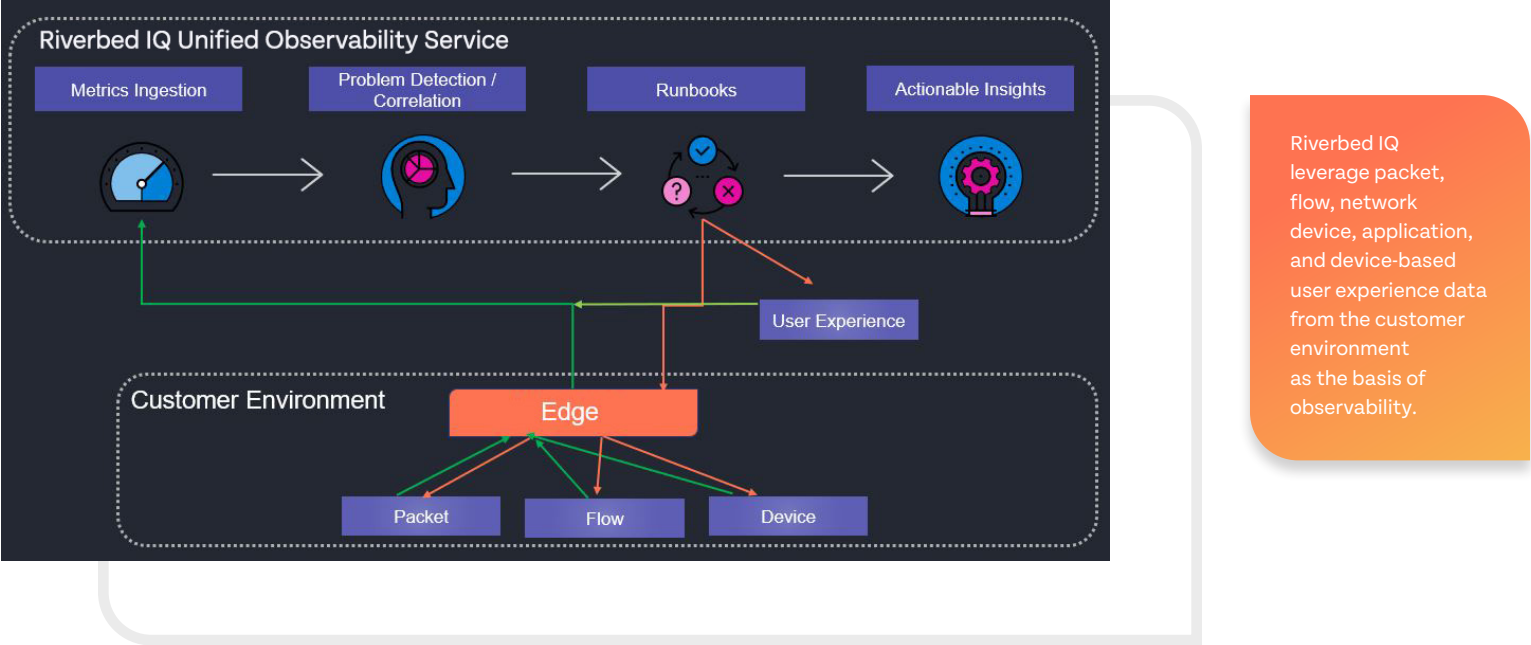 Riverbed IQ Unified Observability Service
Metrics Ingestion
Problem Detection /
Correlation
Runbooks
Actionable Insights
?
User Experience
Customer Environment
Edge
Packet
Flow
Device
Riverbed IQ
leverage packet,
flow, network
device, application,
and device-based
user experience data
from the customer
environment
as the basis of
observability.